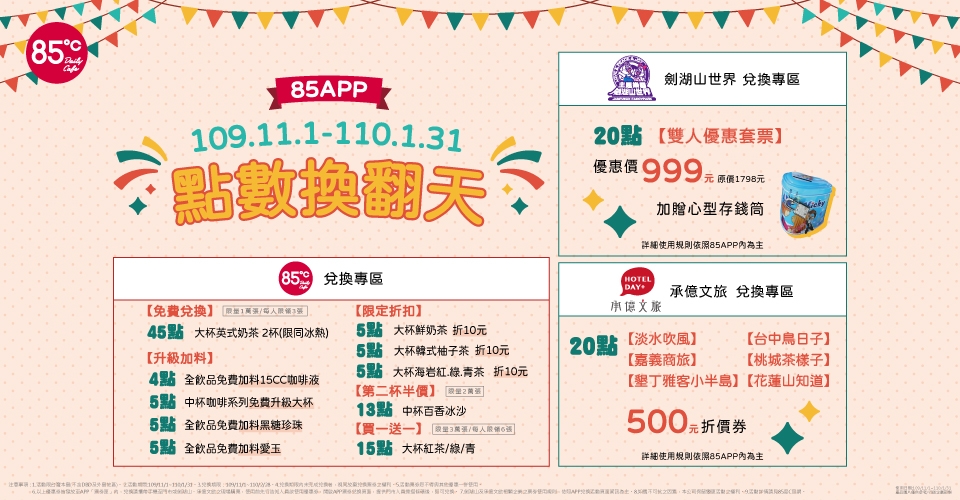 85°C
Daily Cafe
85APP
109.11.1-110.1.31
點數換翻天
85°C
Daily Cafe
兌換專區
【免費兌換】 限量1萬張/每人限領3張
45點 大杯英式奶茶 2杯(限同冰熱)
【升級加料】
4點 全飲品免費加料15CC咖啡液
5點 中杯咖啡系列免費升級大杯
5點 全飲品免費加料黑糖珍珠
5點 全飲品免費加料愛玉
【限定折扣】
5點 大杯鮮奶茶 折10元
5點 大杯韓式柚子茶 折10元
5點 大杯海岩紅.綠.青茶 折10元
【第二杯半價】 限量2萬張
13點 中杯百香冰沙
【買一送一】 限量3萬張/每人限領6張
15點 大杯紅茶/綠/青
劍湖山世界
劍湖山世界 兌換專區
20點 【雙人優惠套票】
優惠價 999元 原價1798元
加贈心型存錢筒
詳細使用規則依照85APP內為主
HOTEL DAY+
承億文旅
承億文旅 兌換專區
20點
【淡水吹風】 【台中鳥日子】
【嘉義商旅】 【桃城茶樣子】
【墾丁雅客小半島】 【花蓮山知道】
500元 折價券
詳細使用規則依照85APP內為主